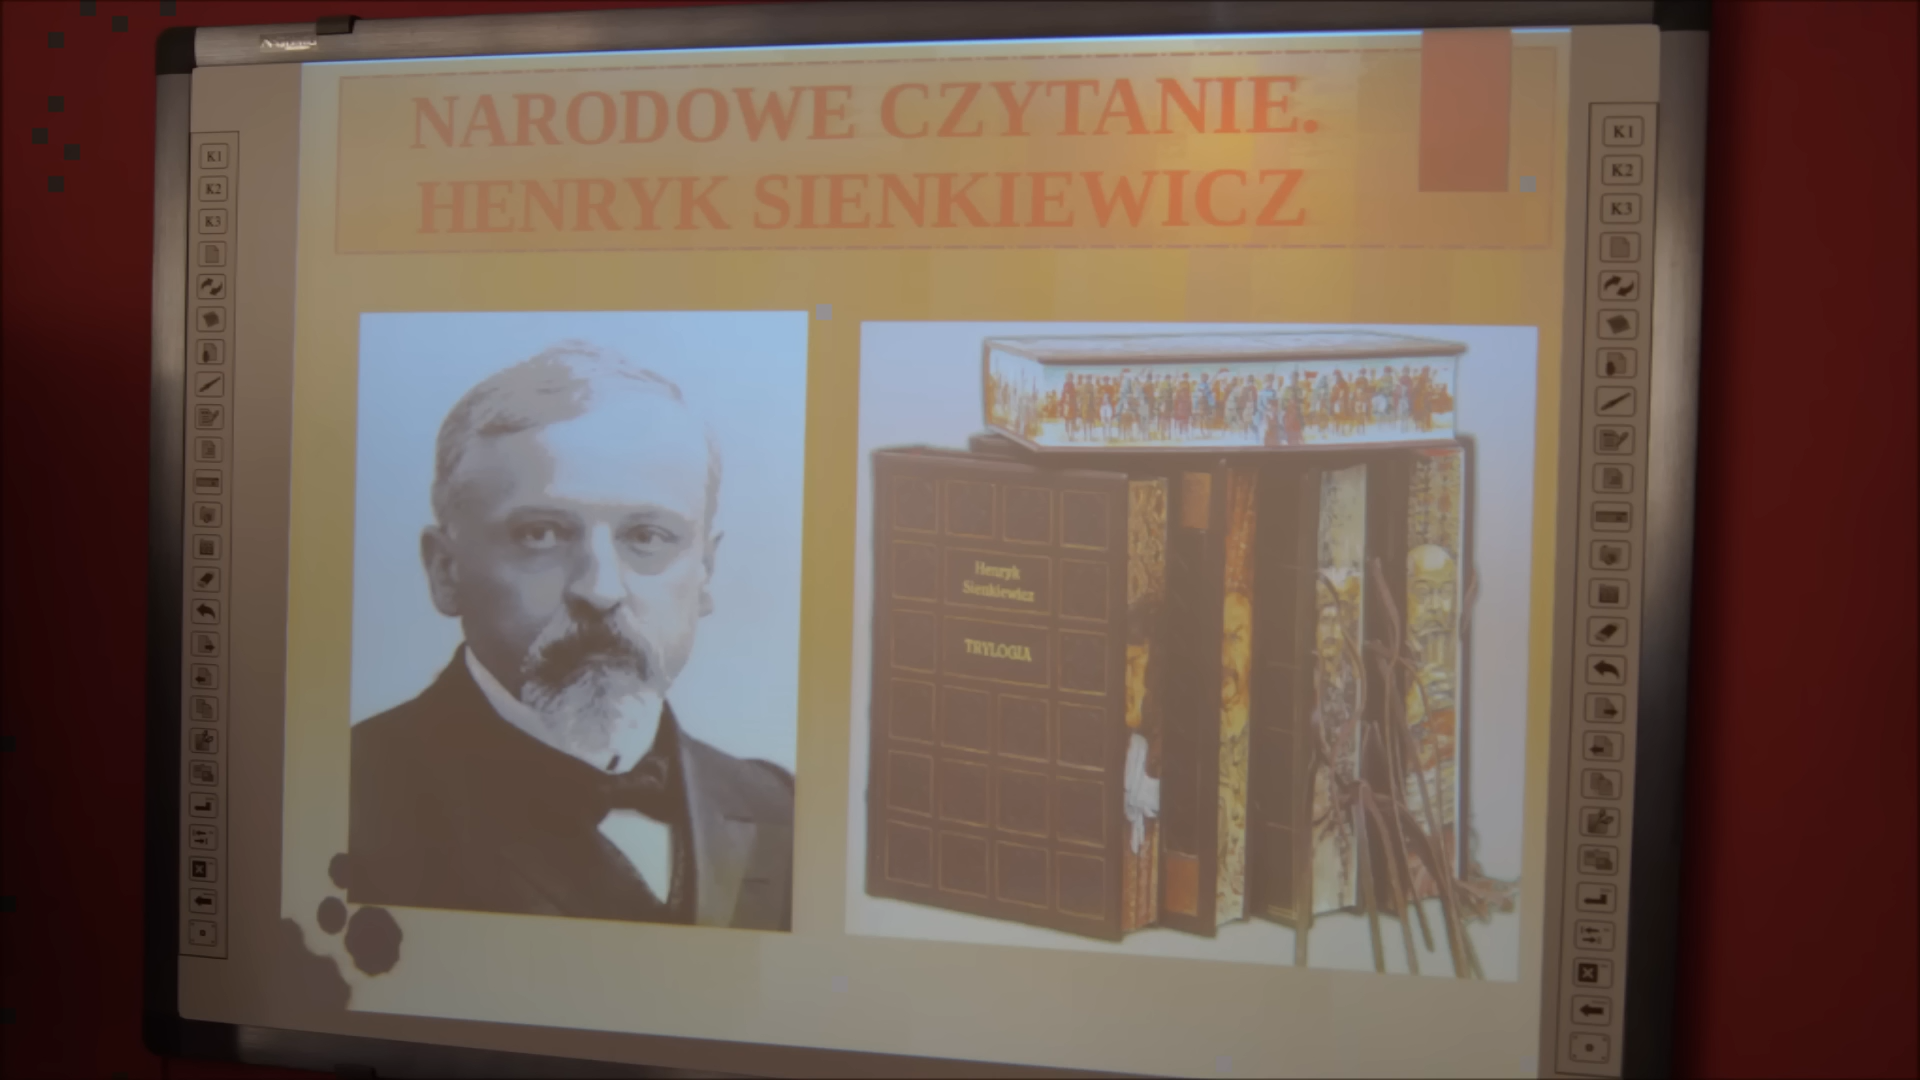 NARODOWE CZYTANIE.
HENRYK SIENKIEWICZ
K1
K2
K3
Henryk
Sienkiewicz
TRYLOGIA
K1
K2
K3